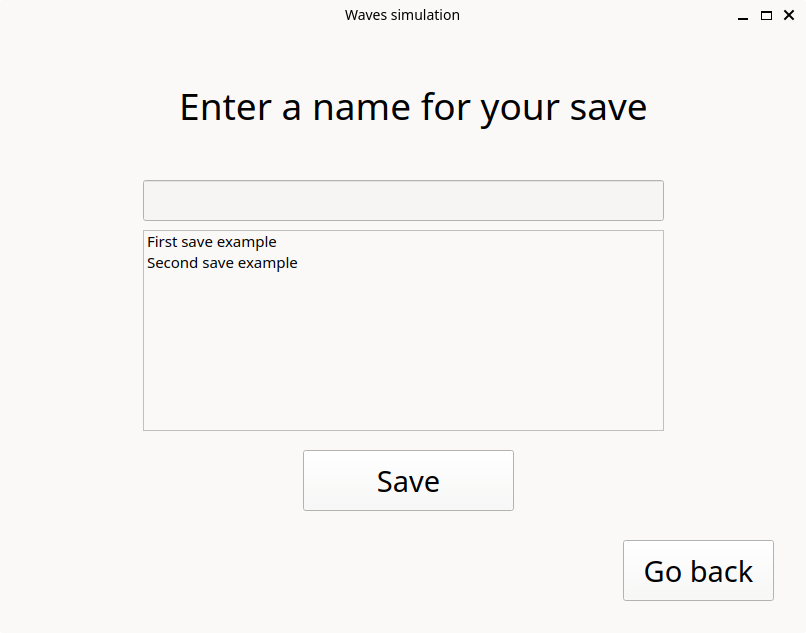 Waves simulation
Enter a name for your save
First save example
Second save example
Save
Go back